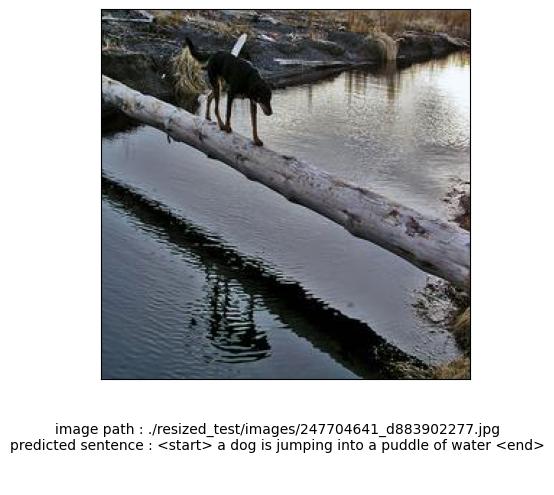 image path : ./resized_test/images/247704641_d883902277.jpg
predicted sentence : <start> a dog is jumping into a puddle of water <end>